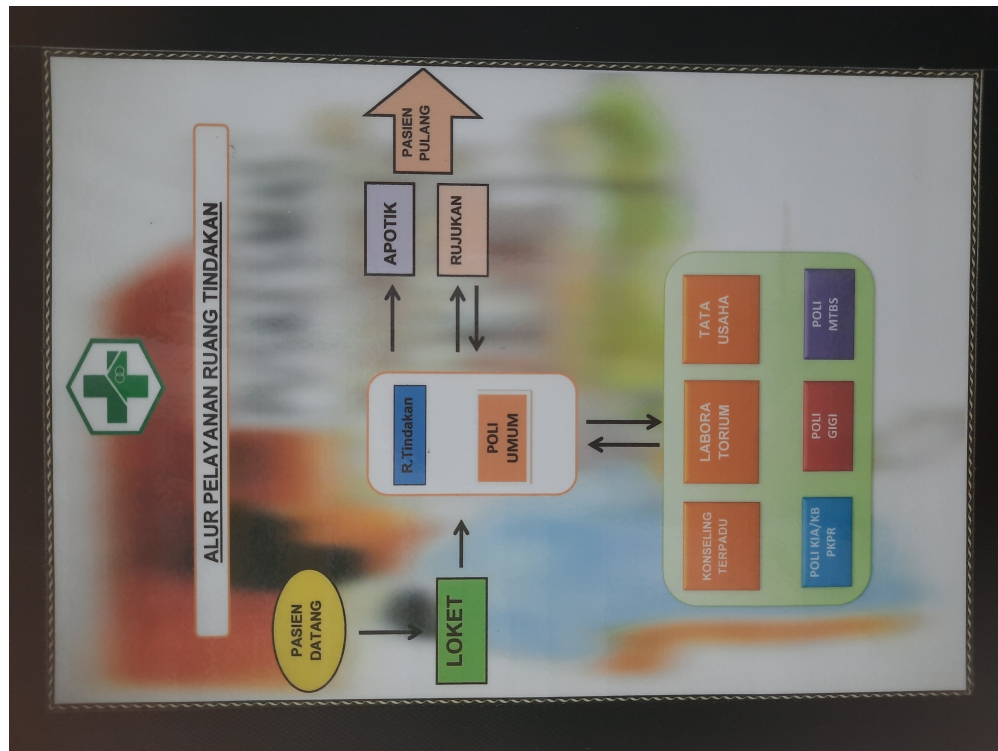 ALUR PELAYANAN RUANG TINDAKAN
PASIEN
DATANG
LOKET
R.Tindakan
POLI
UMUM
APOTIK
RUJUKAN
PASIEN
PULANG
KONSELING
TERPADU
LABORA
TORIUM
TATA
USAHA
POLI KIA/KB
PKPR
POLI
GIGI
POLI
MTBS